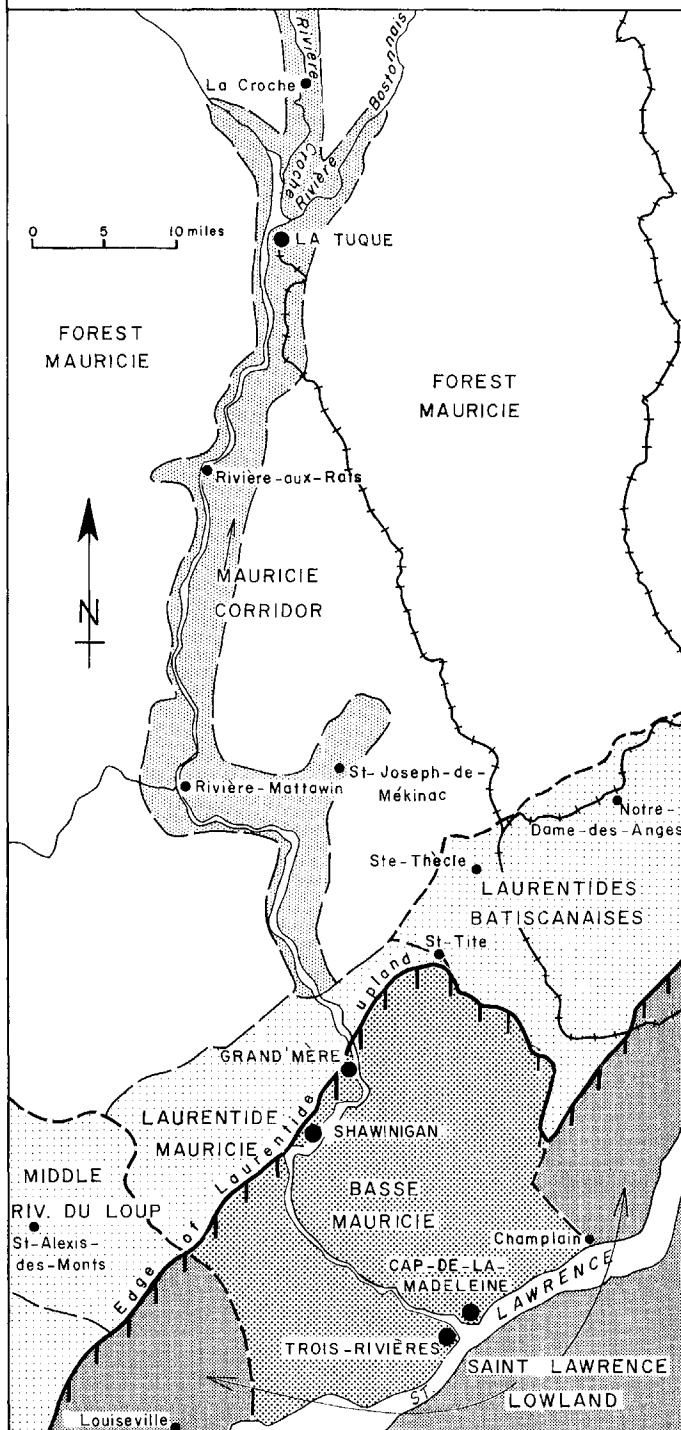 Rivière
Bostonnais
La Croche
Croche
Rivière
0 10 miles
LA TUQUE
FOREST
MAURICIE
FOREST
MAURICIE
Rivière-aux-Rats
MAURICIE
CORRIDOR
N
St-Joseph-de-
Mékinac
Rivière-Mattawin
Notre-
Dame-des-Anges
Ste-Thècle
LAURENTIDES
BATISCANAISES
St-Tite
Edge of Laurentide upland
GRAND'MÈRE
LAURENTIDE
MAURICIE
SHAWINIGAN
MIDDLE
RIV. DU LOUP
St-Alexis-
des-Monts
BASSE
MAURICIE
Champlain
CAP-DE-LA-
MADELEINE
ST. LAWRENCE
TROIS-RIVIÈRES
SAINT LAWRENCE
LOWLAND
Louiseville